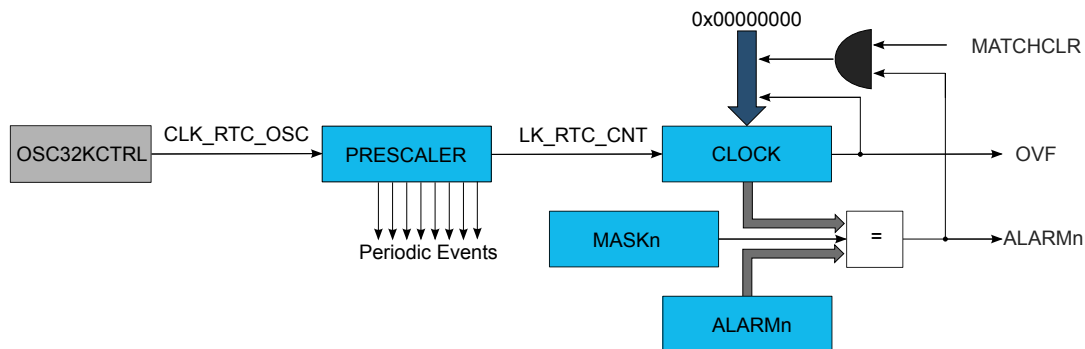 0x00000000
MATCHCLR
CLK_RTC_OSC
LK_RTC_CNT
OSC32KCTRL
PRESCALER
CLOCK
OVF
Periodic Events
MASKn
=
ALARMn
ALARMn